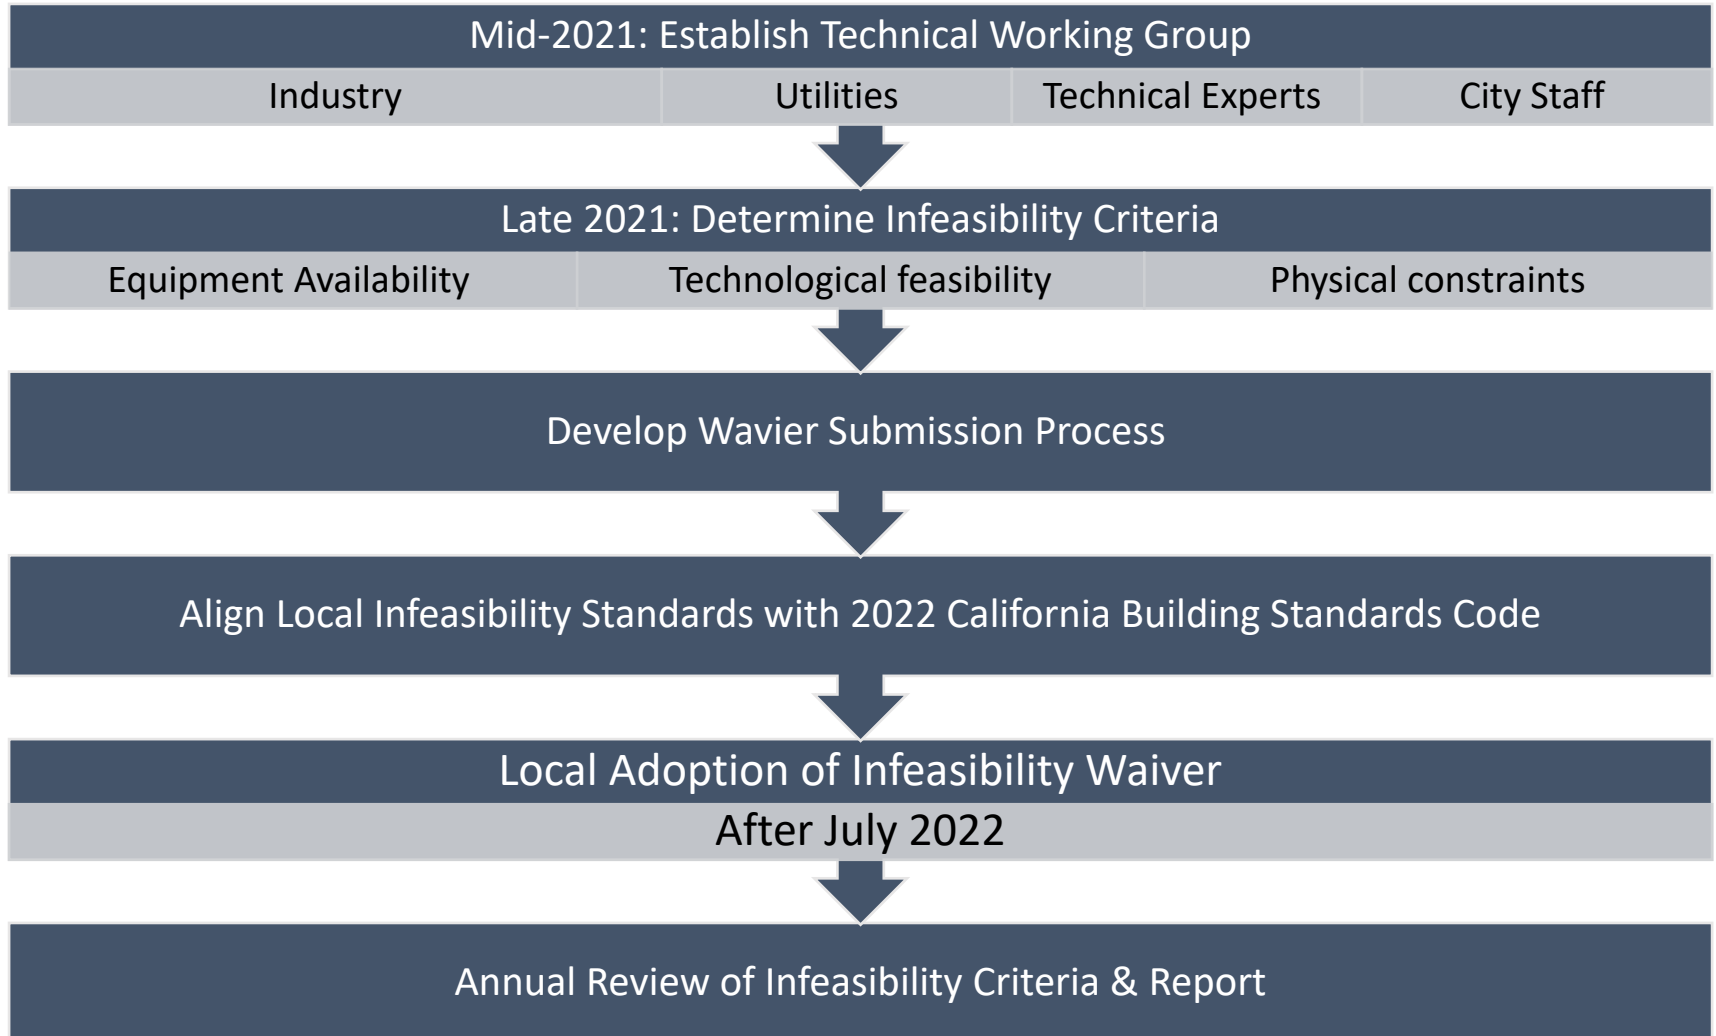 Mid-2021: Establish Technical Working Group
Industry
Utilities
Technical Experts
City Staff
Late 2021: Determine Infeasibility Criteria
Equipment Availability
Technological feasibility
Physical constraints
Develop Wavier Submission Process
Align Local Infeasibility Standards with 2022 California Building Standards Code
Local Adoption of Infeasibility Waiver
After July 2022
Annual Review of Infeasibility Criteria & Report